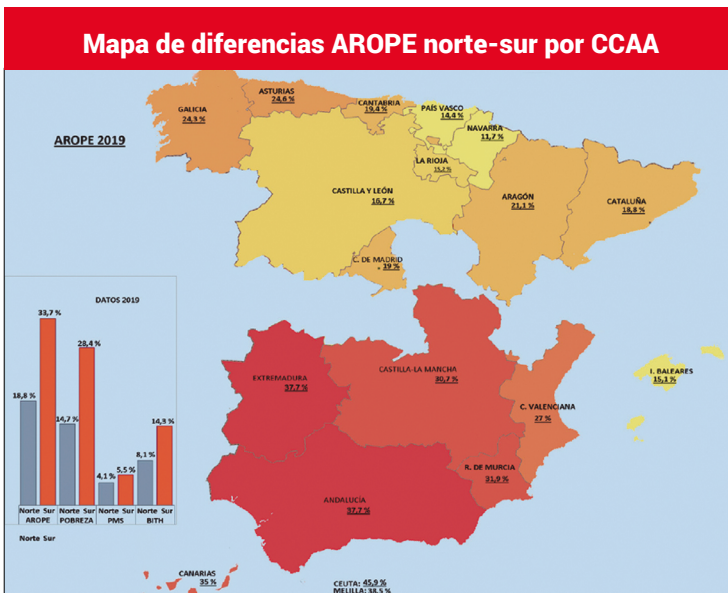 Mapa de diferencias AROPE norte-sur por CCAA
AROPE 2019
GALICIA
24,3 %
ASTURIAS
24,6 %
CANTABRIA
19,4 %
PAÍS VASCO
14,4 %
NAVARRA
11,7 %
LA RIOJA
15,2 %
CASTILLA Y LEÓN
16,7 %
ARAGÓN
21,1 %
CATALUÑA
18,8 %
C. DE MADRID
19 %
DATOS 2019
33,7 %
28,4 %
18,8 %
14,7 %
14,3 %
8,1 %
4,1 %
5,5 %
Norte Sur Norte Sur Norte Sur Norte Sur
AROPE POBREZA PMS BITH
Norte Sur
EXTREMADURA
37,7 %
CASTILLA-LA MANCHA
30,7 %
C. VALENCIANA
27 %
I. BALEARES
15,1 %
R. DE MURCIA
31,9 %
ANDALUCÍA
37,7 %
CANARIAS
35 %
CEUTA: 45,9 %
MELILLA: 38,5 %